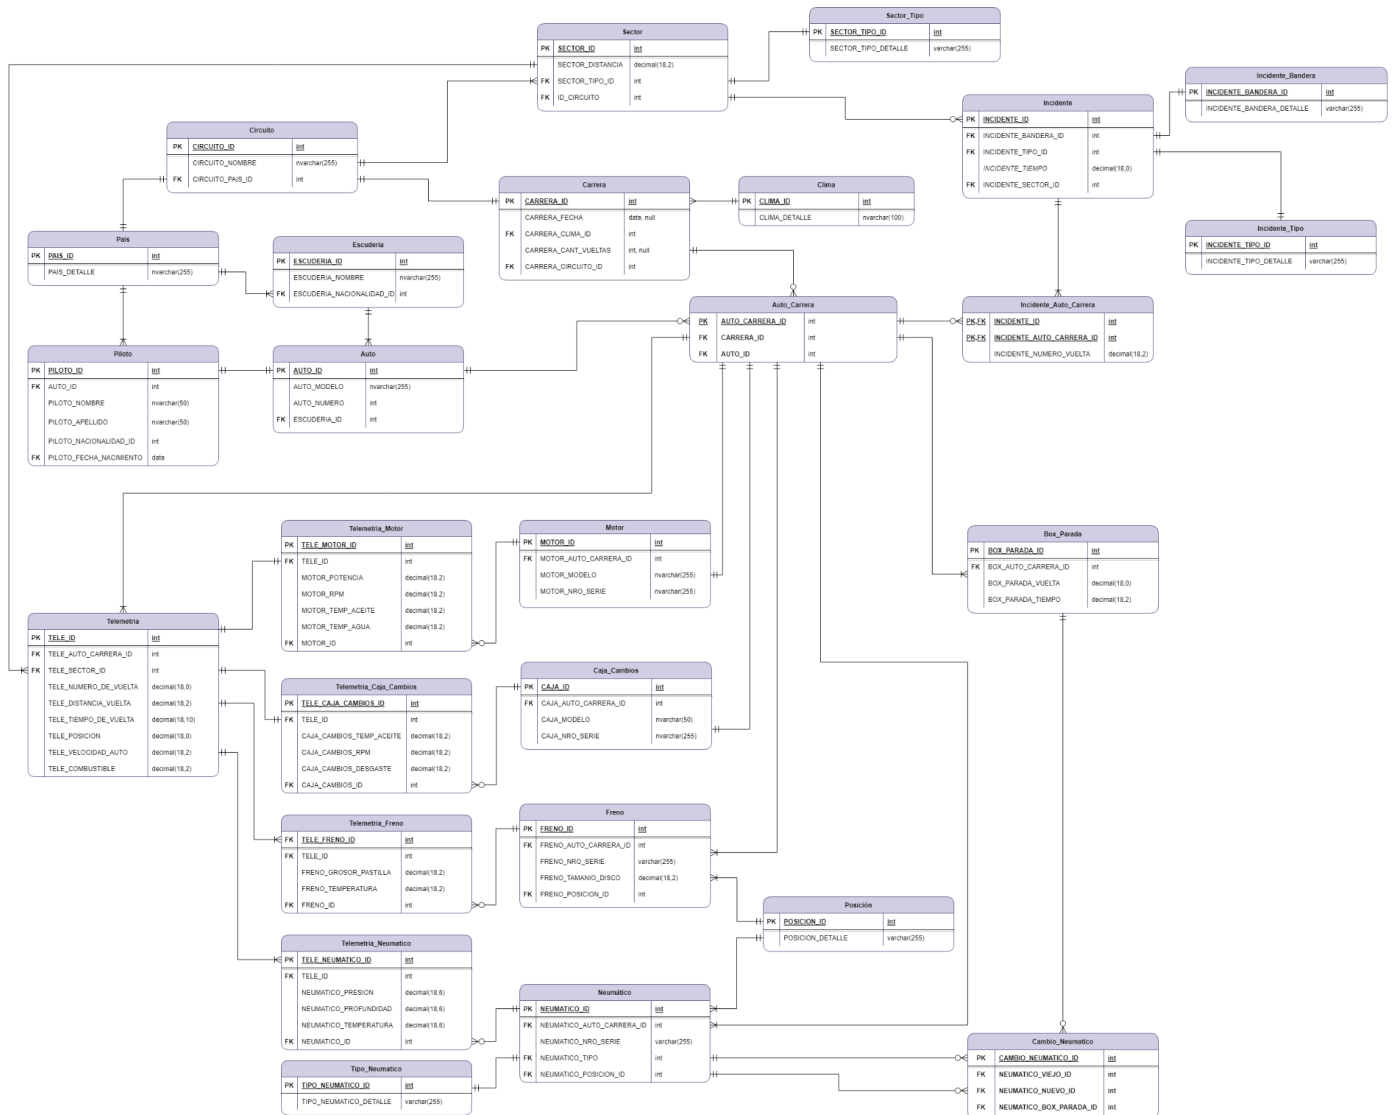 Sector_Tipo
PK SECTOR_TIPO_ID int
SECTOR_TIPO_DETALLE varchar(255)
Sector
PK SECTOR_ID int
SECTOR_DISTANCIA decimal(18,2)
FK SECTOR_TIPO_ID int
FK ID_CIRCUITO int
Incidente_Bandera
PK INCIDENTE_BANDERA_ID int
INCIDENTE_BANDERA_DETALLE varchar(255)
Incidente
PK INCIDENTE_ID int
FK INCIDENTE_BANDERA_ID int
FK INCIDENTE_TIPO_ID int
INCIDENTE_TIEMPO decimal(18,0)
FK INCIDENTE_SECTOR_ID int
Circuito
PK CIRCUITO_ID int
CIRCUITO_NOMBRE nvarchar(255)
FK CIRCUITO_PAIS_ID int
Carrera
PK CARRERA_ID int
CARRERA_FECHA date, null
FK CARRERA_CLIMA_ID int
CARRERA_CANT_VUELTAS int, null
FK CARRERA_CIRCUITO_ID int
Clima
PK CLIMA_ID int
CLIMA_DETALLE nvarchar(100)
Incidente_Tipo
PK INCIDENTE_TIPO_ID int
INCIDENTE_TIPO_DETALLE varchar(255)
Pais
PK PAIS_ID int
PAIS_DETALLE nvarchar(255)
Escuderia
PK ESCUDERIA_ID int
ESCUDERIA_NOMBRE nvarchar(255)
FK ESCUDERIA_NACIONALIDAD_ID int
Auto_Carrera
PK AUTO_CARRERA_ID int
FK CARRERA_ID int
FK AUTO_ID int
Incidente_Auto_Carrera
PK,FK INCIDENTE_ID int
PK,FK INCIDENTE_AUTO_CARRERA_ID int
INCIDENTE_NUMERO_VUELTA decimal(18,2)
Piloto
PK PILOTO_ID int
FK AUTO_ID int
PILOTO_NOMBRE nvarchar(50)
PILOTO_APELLIDO nvarchar(50)
PILOTO_NACIONALIDAD_ID int
FK PILOTO_FECHA_NACIMIENTO date
Auto
PK AUTO_ID int
AUTO_MODELO nvarchar(255)
AUTO_NUMERO int
FK ESCUDERIA_ID int
Telemetria_Motor
PK TELE_MOTOR_ID int
FK TELE_ID int
MOTOR_POTENCIA decimal(18.2)
MOTOR_RPM decimal(18.2)
MOTOR_TEMP_ACEITE decimal(18.2)
MOTOR_TEMP_AGUA decimal(18.2)
FK MOTOR_ID int
Motor
PK MOTOR_ID int
FK MOTOR_AUTO_CARRERA_ID int
MOTOR_MODELO nvarchar(255)
MOTOR_NRO_SERIE nvarchar(255)
Box_Parada
PK BOX_PARADA_ID int
FK BOX_AUTO_CARRERA_ID int
BOX_PARADA_VUELTA decimal(18,0)
BOX_PARADA_TIEMPO decimal(18,2)
Telemetria
PK TELE_ID int
FK TELE_AUTO_CARRERA_ID int
FK TELE_SECTOR_ID int
TELE_NUMERO_DE_VUELTA decimal(18,0)
TELE_DISTANCIA_VUELTA decimal(18,2)
TELE_TIEMPO_DE_VUELTA decimal(18,10)
TELE_POSICION decimal(18,0)
TELE_VELOCIDAD_AUTO decimal(18,2)
TELE_COMBUSTIBLE decimal(18,2)
Telemetria_Caja_Cambios
PK TELE_CAJA_CAMBIOS_ID int
FK TELE_ID int
CAJA_CAMBIOS_TEMP_ACEITE decimal(18,2)
CAJA_CAMBIOS_RPM decimal(18,2)
CAJA_CAMBIOS_DESGASTE decimal(18,2)
FK CAJA_CAMBIOS_ID int
Caja_Cambios
PK CAJA_ID int
FK CAJA_AUTO_CARRERA_ID int
CAJA_MODELO nvarchar(50)
CAJA_NRO_SERIE nvarchar(255)
Telemetria_Freno
FK TELE_FRENO_ID int
FK TELE_ID int
FRENO_GROSOR_PASTILLA decimal(18,2)
FRENO_TEMPERATURA decimal(18,2)
FK FRENO_ID int
Freno
PK FRENO_ID int
FK FRENO_AUTO_CARRERA_ID int
FRENO_NRO_SERIE varchar(255)
FRENO_TAMANIO_DISCO decimal(18,2)
FK FRENO_POSICION_ID int
Posición
PK POSICION_ID int
POSICION_DETALLE varchar(255)
Telemetria_Neumatico
PK TELE_NEUMATICO_ID int
FK TELE_ID int
NEUMATICO_PRESION decimal(18,6)
NEUMATICO_PROFUNDIDAD decimal(18,6)
NEUMATICO_TEMPERATURA decimal(18,6)
FK NEUMATICO_ID int
Neumático
PK NEUMATICO_ID int
FK NEUMATICO_AUTO_CARRERA_ID int
NEUMATICO_NRO_SERIE varchar(255)
FK NEUMATICO_TIPO int
FK NEUMATICO_POSICION_ID int
Tipo_Neumatico
PK TIPO_NEUMATICO_ID int
TIPO_NEUMATICO_DETALLE varchar(255)
Cambio_Neumatico
PK CAMBIO_NEUMATICO_ID int
FK NEUMATICO_VIEJO_ID int
FK NEUMATICO_NUEVO_ID int
FK NEUMATICO_BOX_PARADA_ID int